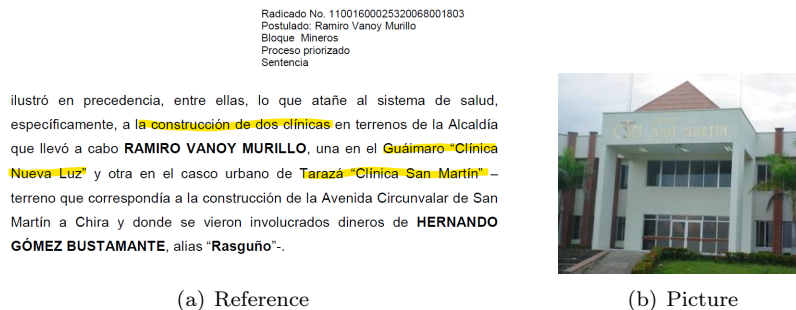 Radicado No. 11001600025320068001803
Postulado: Ramiro Vanoy Murillo
Bloque Mineros
Proceso priorizado
Sentencia
ilustró en precedencia, entre ellas, lo que atañe al sistema de salud,
específicamente, a la construcción de dos clínicas en terrenos de la Alcaldía
que llevó a cabo RAMIRO VANOY MURILLO, una en el Guáimaro “Clínica
Nueva Luz” y otra en el casco urbano de Tarazá “Clínica San Martín” –
terreno que correspondía a la construcción de la Avenida Circunvalar de San
Martín a Chira y donde se vieron involucrados dineros de HERNANDO
GÓMEZ BUSTAMANTE, alias “Rasguño”-.
SAN MARTIN
(a) Reference
(b) Picture